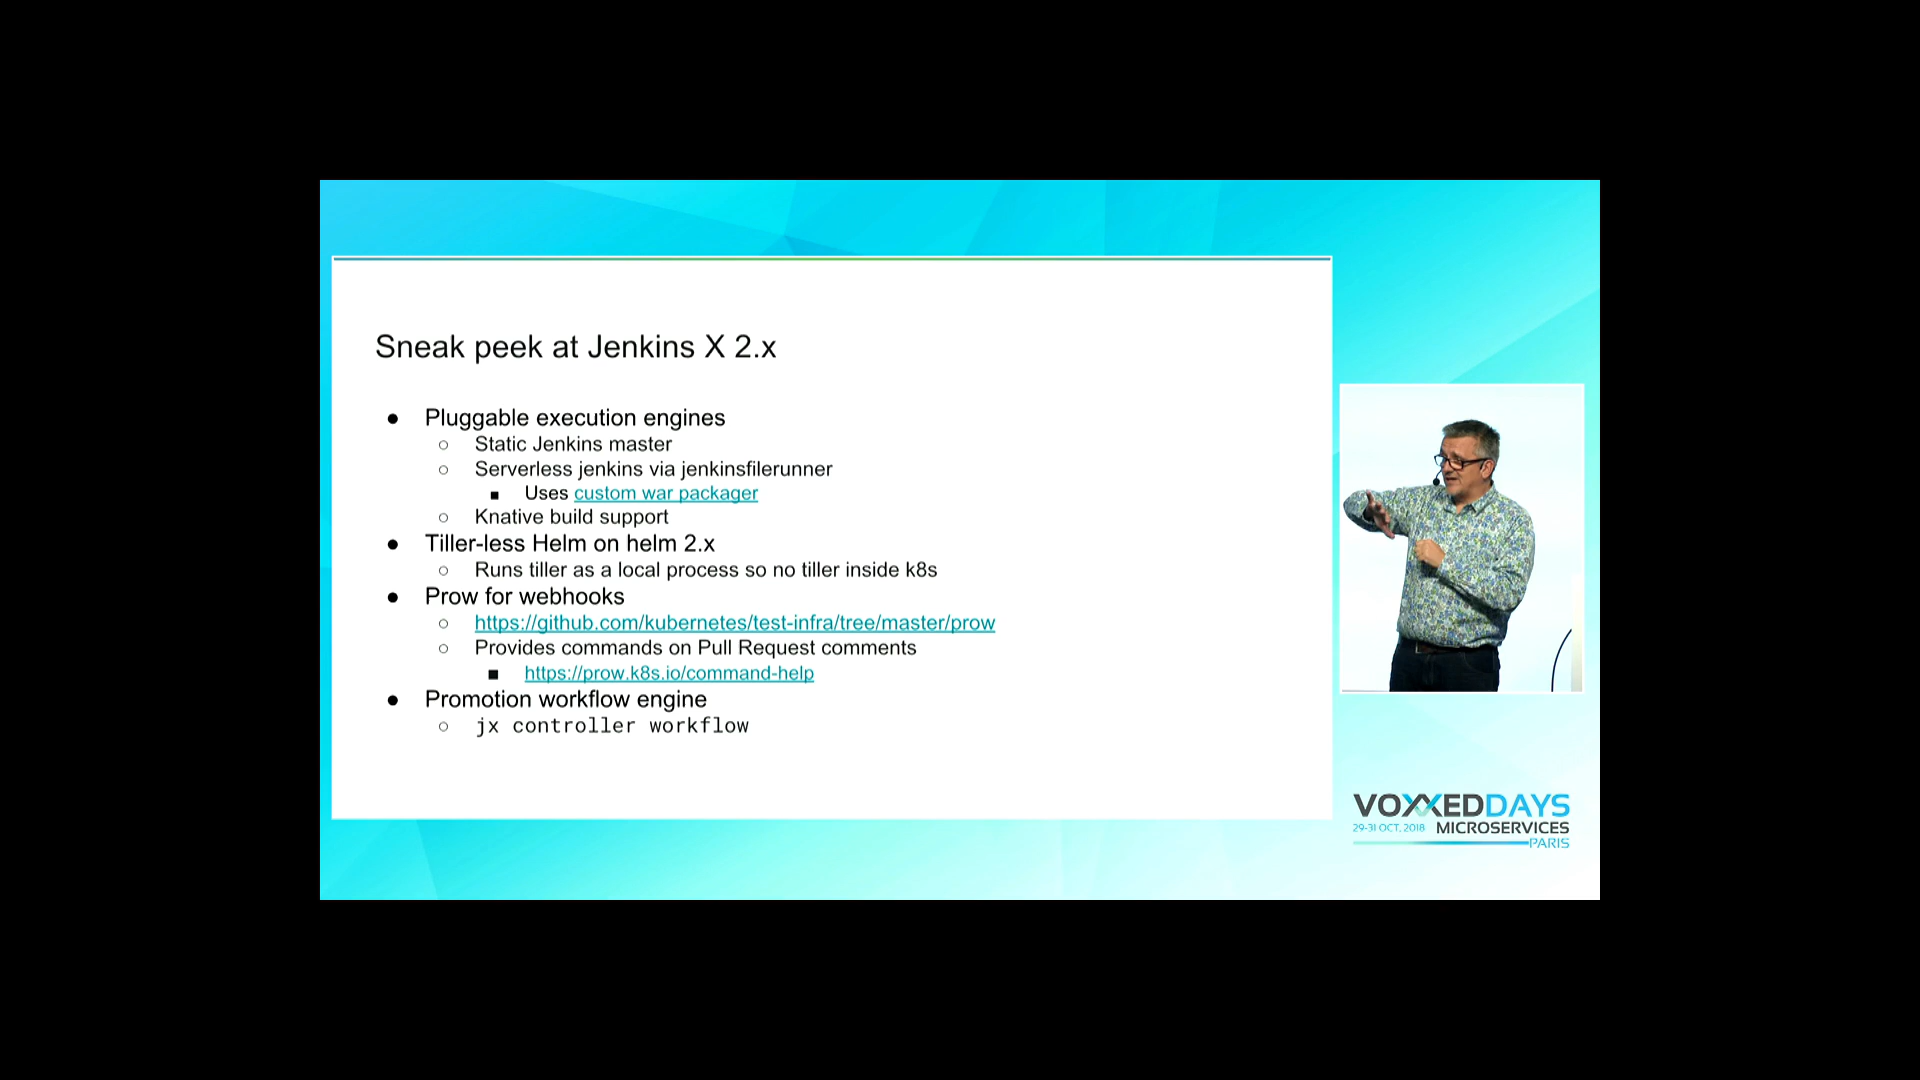 Sneak peek at Jenkins X 2.x
● Pluggable execution engines
○ Static Jenkins master
○ Serverless jenkins via jenkinsfilerunner
■ Uses custom war packager
○ Knative build support
● Tiller-less Helm on helm 2.x
○ Runs tiller as a local process so no tiller inside k8s
● Prow for webhooks
○ https://github.com/kubernetes/test-infra/tree/master/prow
○ Provides commands on Pull Request comments
■ https://prow.k8s.io/command-help
● Promotion workflow engine
○ jx controller workflow
VOXXEDDAYS
29-31 OCT. 2018 MICROSERVICES
PARIS